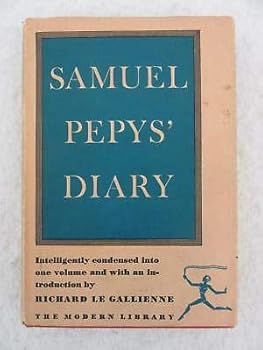 SAMUEL
PEPYS'
DIARY
Intelligently condensed into
one volume and with an in-
troduction by
RICHARD LE GALLIENNE
THE MODERN LIBRARY